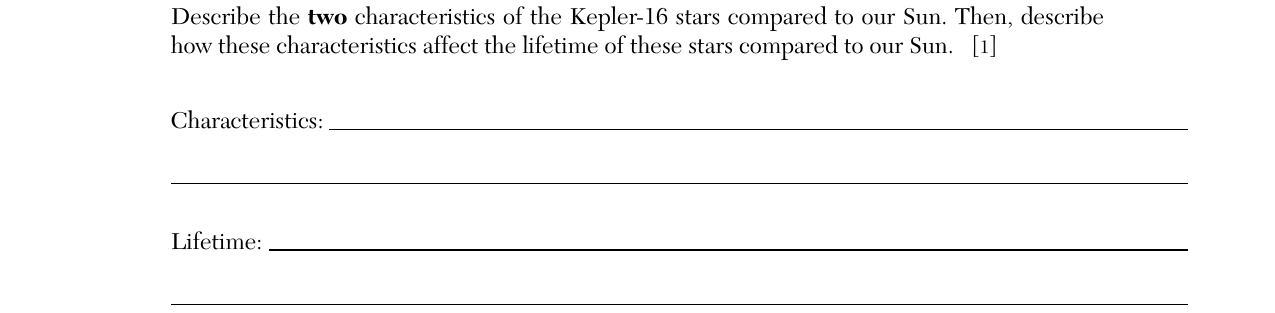 Describe the two characteristics of the Kepler-16 stars compared to our Sun. Then, describe
how these characteristics affect the lifetime of these stars compared to our Sun. [1]
Characteristics:
Lifetime: